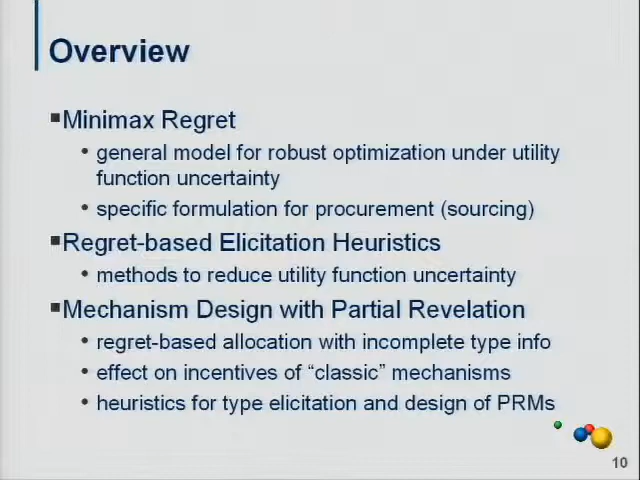 Overview
Minimax Regret
general model for robust optimization under utility
function uncertainty
specific formulation for procurement (sourcing)
Regret-based Elicitation Heuristics
methods to reduce utility function uncertainty
Mechanism Design with Partial Revelation
regret-based allocation with incomplete type info
effect on incentives of “classic” mechanisms
heuristics for type elicitation and design of PRMs
10